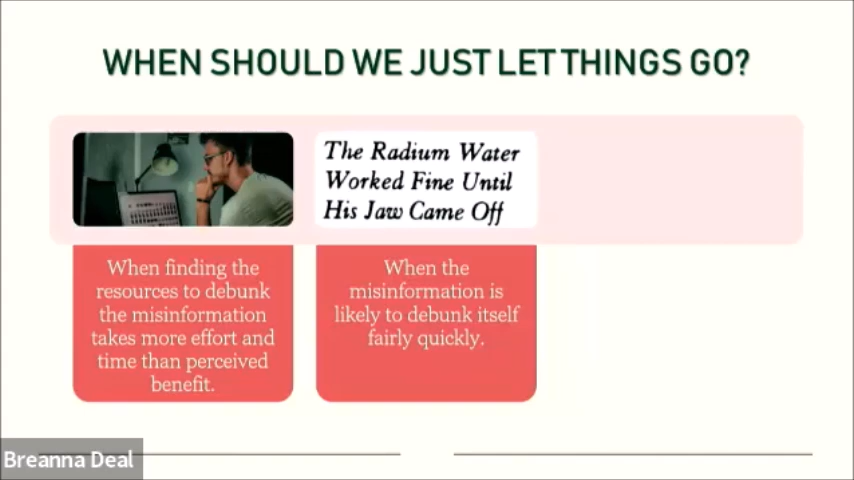 WHEN SHOULD WE JUST LET THINGS GO?
The Radium Water
Worked Fine Until
His Jaw Came Off
When finding the
resources to debunk
the misinformation
takes more effort and
time than perceived
benefit.
When the
misinformation is
likely to debunk itself
fairly quickly.
Breanna Deal